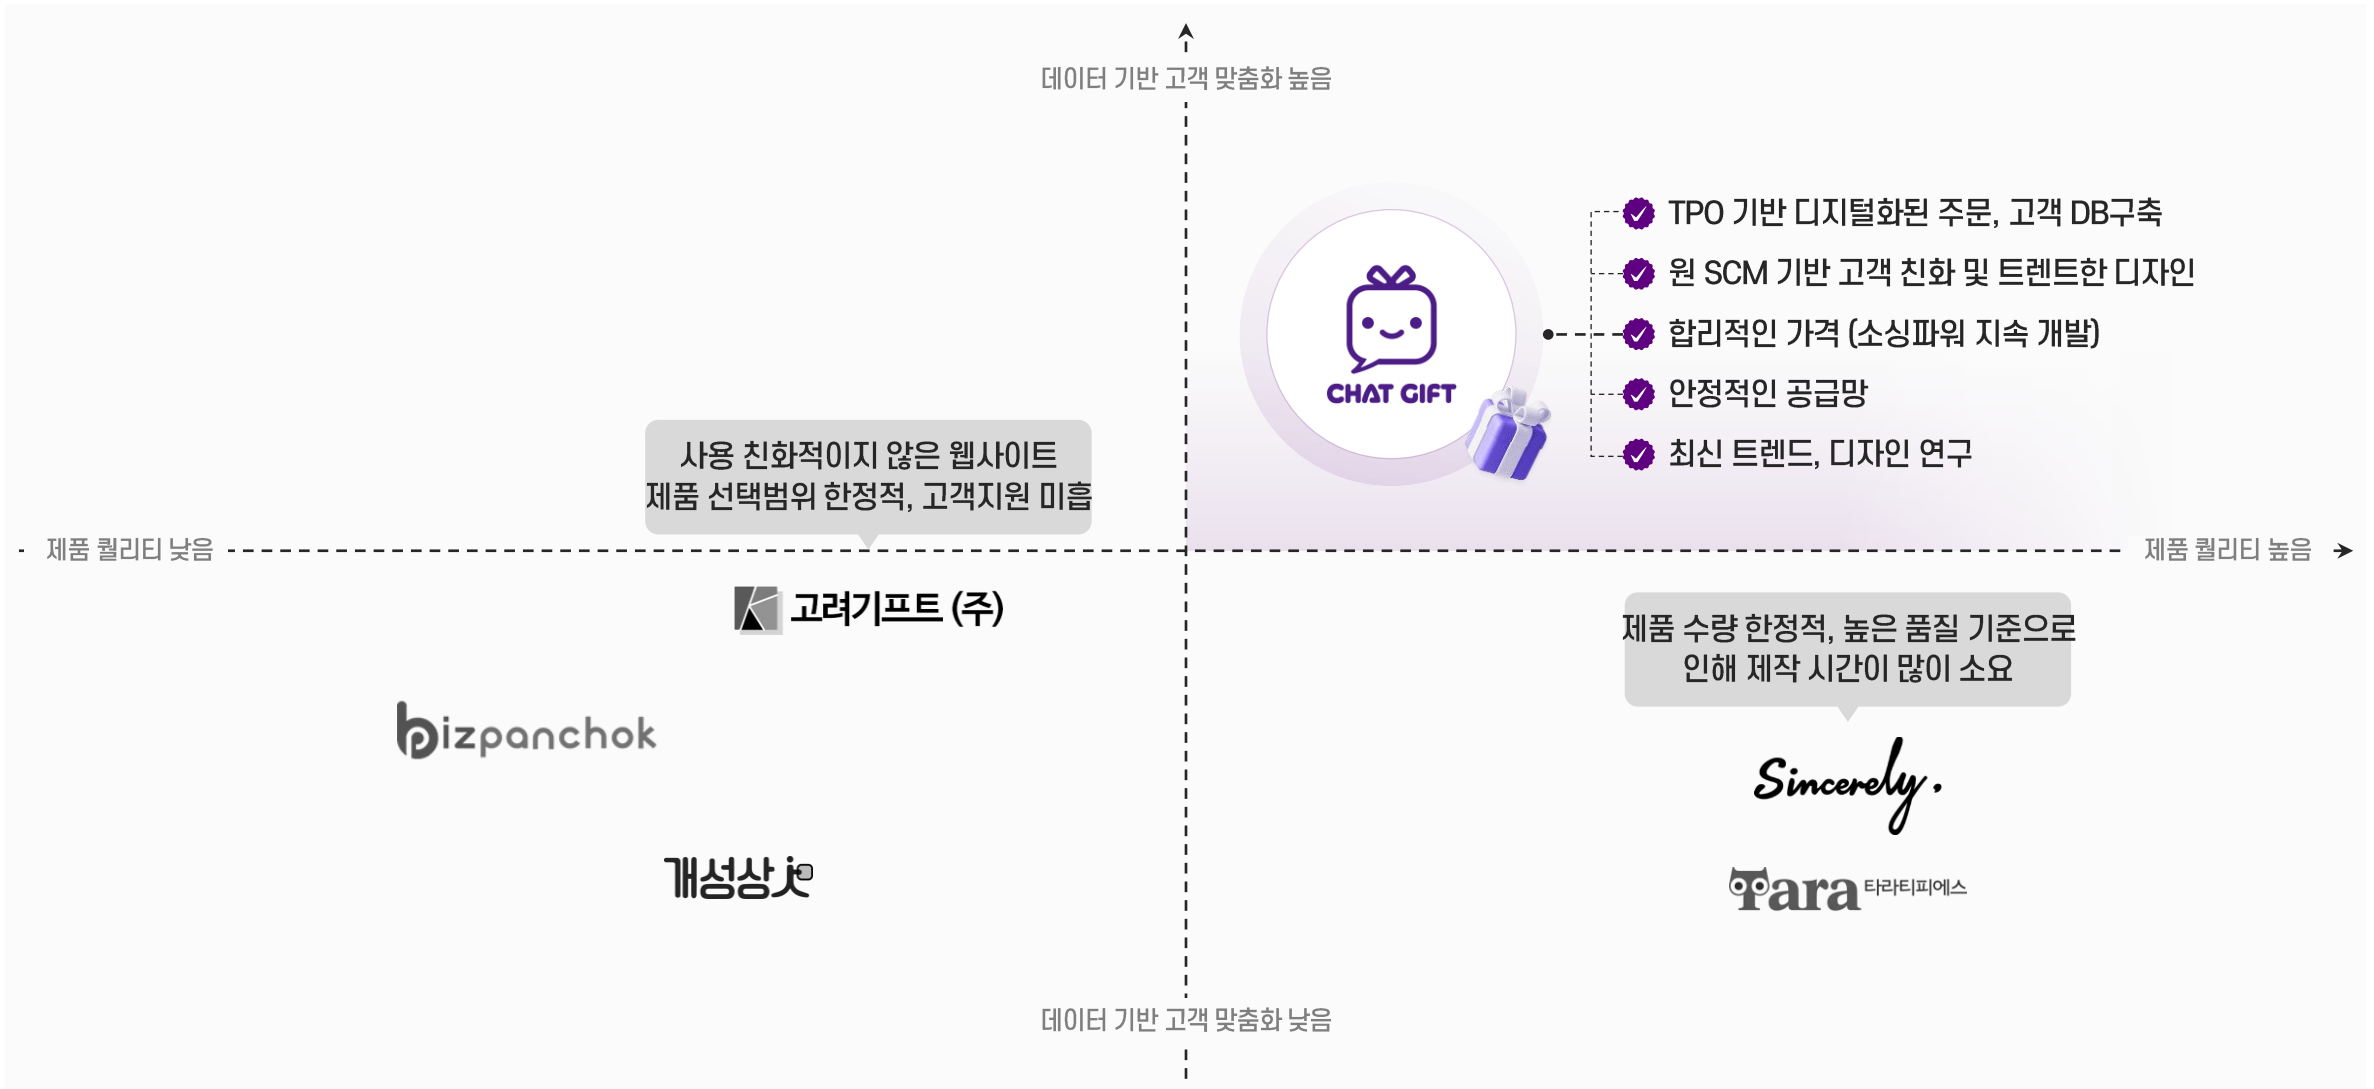 데이터 기반 고객 맞춤화 높음
TPO 기반 디지털화된 주문, 고객 DB구축
원 SCM 기반 고객 친화 및 트렌트한 디자인
합리적인 가격 (소싱파워 지속 개발)
안정적인 공급망
최신 트렌드, 디자인 연구
CHAT GIFT
사용 친화적이지 않은 웹사이트
제품 선택범위 한정적, 고객지원 미흡
제품 퀄리티 낮음
제품 퀄리티 높음
고려기프트 (주)
제품 수량 한정적, 높은 품질 기준으로
인해 제작 시간이 많이 소요
bizpanchok
Sincerely.
개성상인
Tara 타라티피에스
데이터 기반 고객 맞춤화 낮음